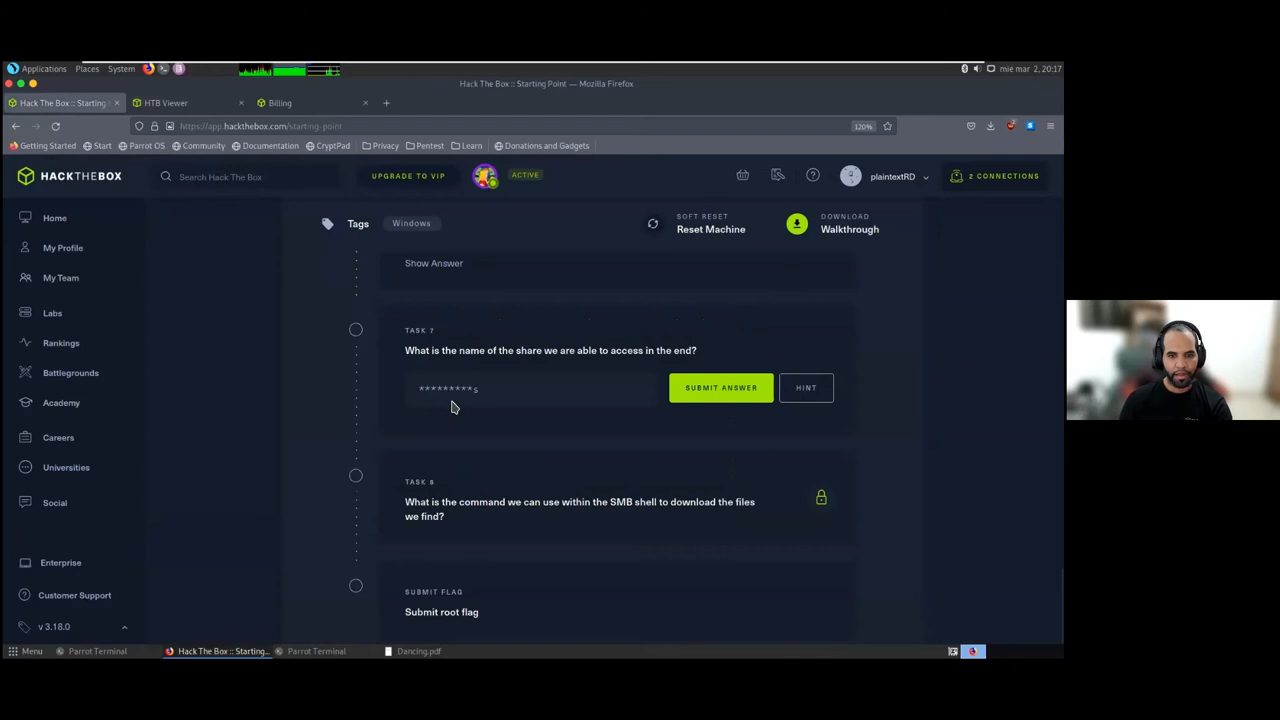 Applications Places System
mié mar 2, 20:17
Hack The Box :: Starting Point — Mozilla Firefox
Hack The Box :: Starting
HTB Viewer
Billing
https://app.hackthebox.com/starting-point
120%
Getting Started
Start
Parrot OS
Community
Documentation
CryptPad
Privacy
Pentest
Learn
Donations and Gadgets
HACKTHEBOX
Search Hack The Box
UPGRADE TO VIP
ACTIVE
plaintextRD
2 CONNECTIONS
Home
My Profile
My Team
Labs
Rankings
Battlegrounds
Academy
Careers
Universities
Social
Enterprise
Customer Support
v 3.18.0
Tags
Windows
SOFT RESET
Reset Machine
DOWNLOAD
Walkthrough
Show Answer
TASK 7
What is the name of the share we are able to access in the end?
*********s
SUBMIT ANSWER
HINT
TASK 8
What is the command we can use within the SMB shell to download the files
we find?
SUBMIT FLAG
Submit root flag
Menu
Parrot Terminal
Hack The Box :: Starting...
Parrot Terminal
Dancing.pdf